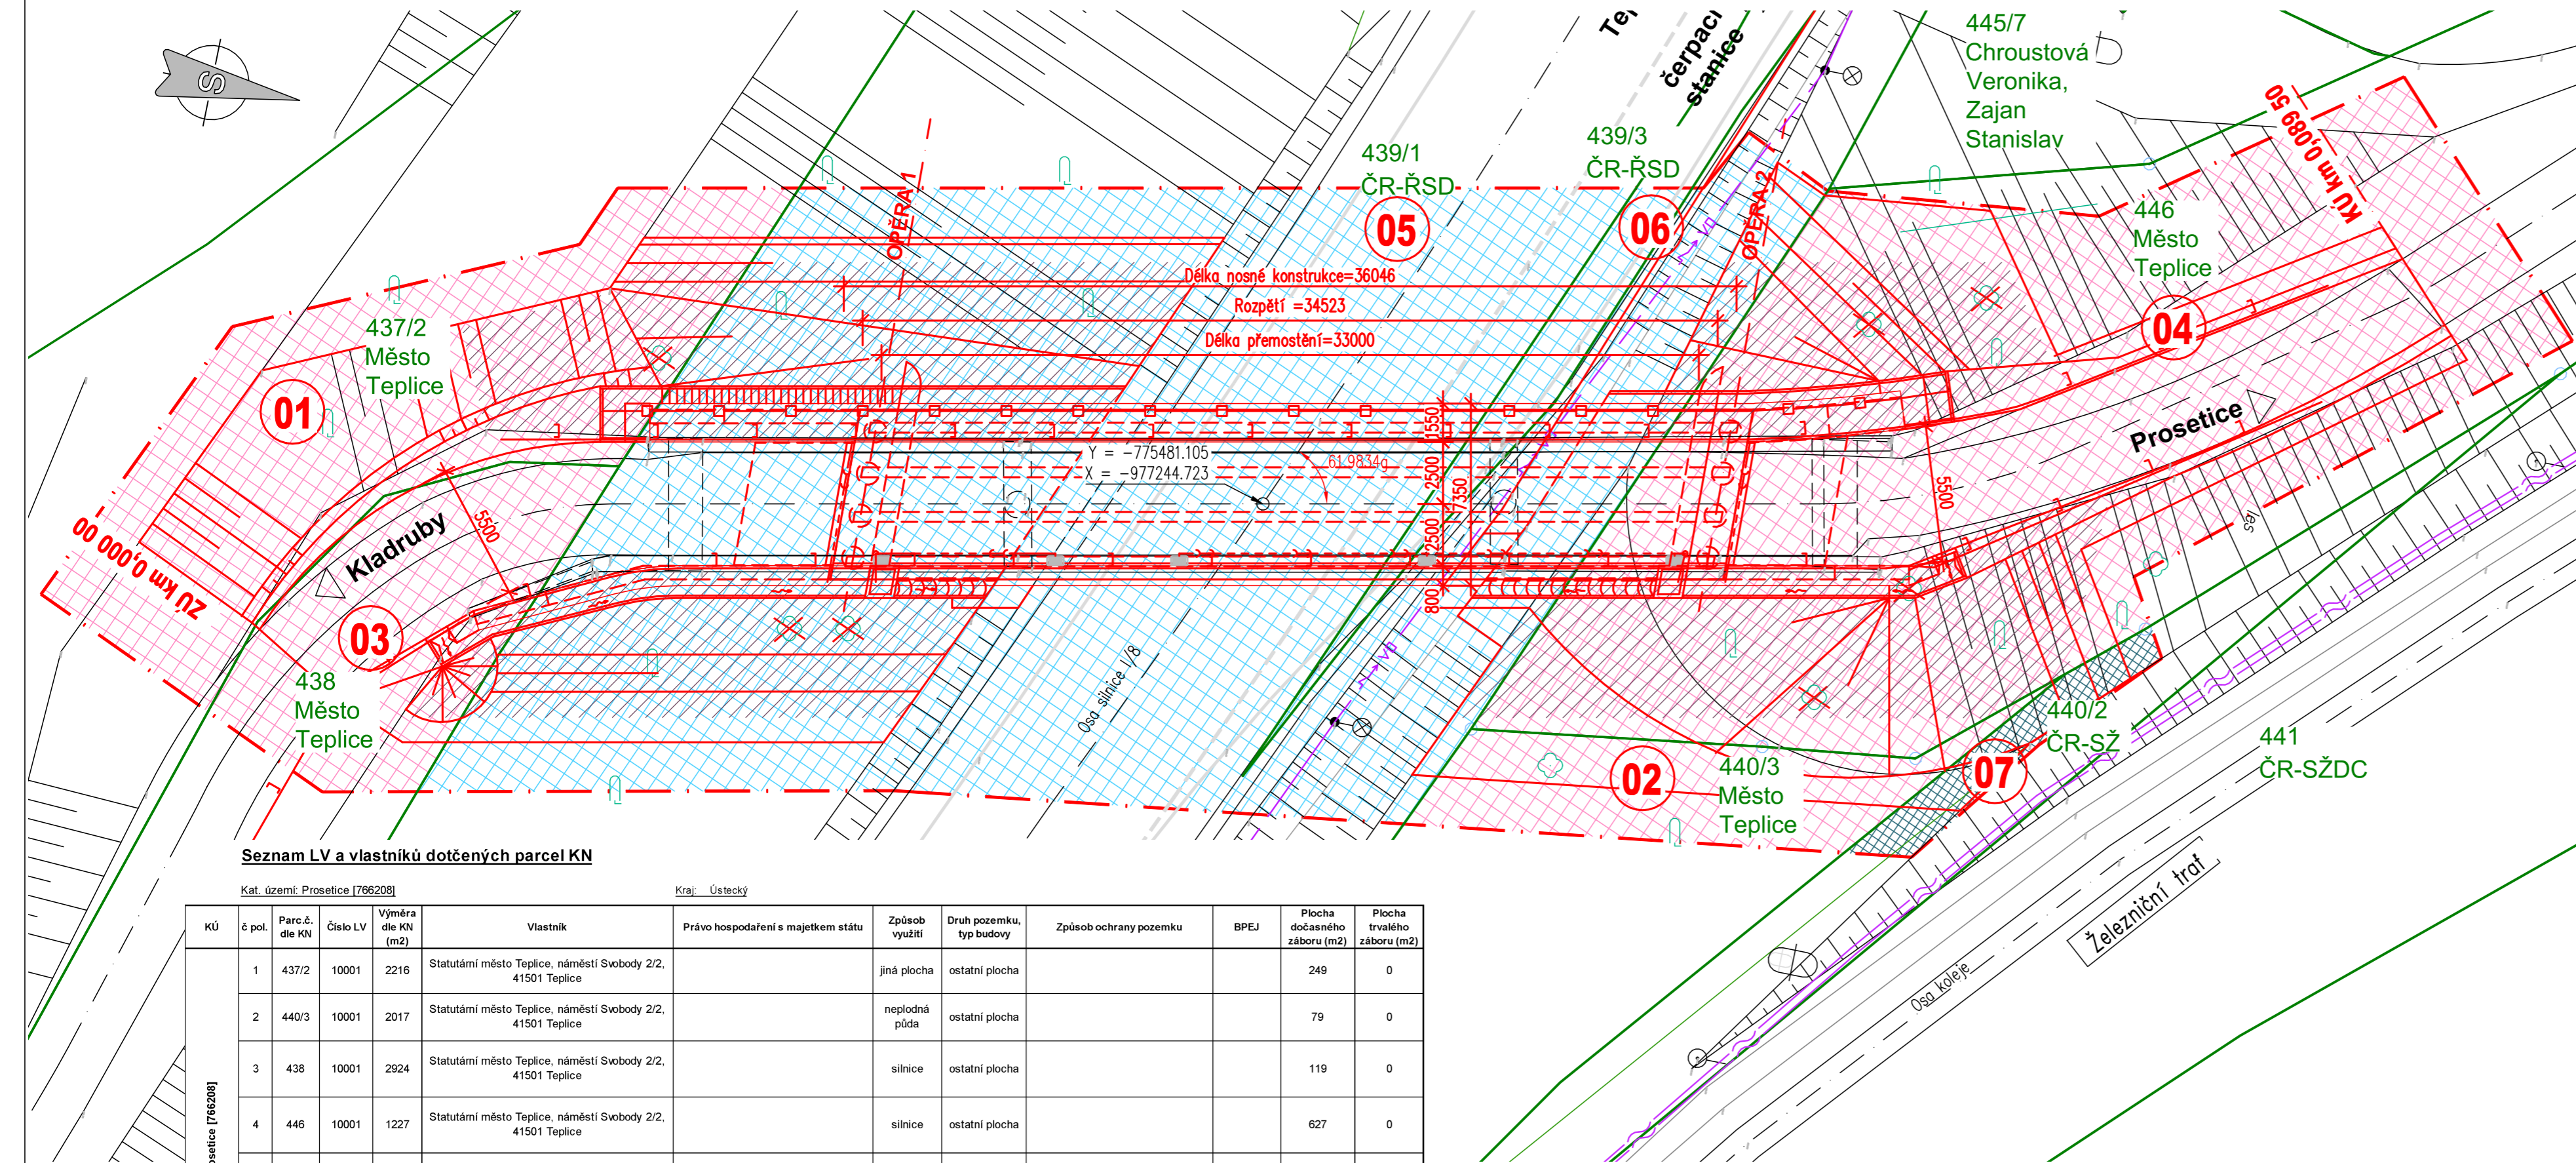 S
445/7
Chroustová
Veronika,
Zajan
Stanislav
čerpací
stanice
KÚ km 0,089 50
439/1
ČR-ŘSD
439/3
ČR-ŘSD
05
06
OPĚRA 1
OPĚRA 2
446
Město
Teplice
04
Délka nosné konstrukce=36046
Rozpětí =34523
Délka přemostění=33000
437/2
Město
Teplice
01
Y = -775481.105
X = -977244.723
61.9834g
1550
2500
7350
2500
800
5500
5500
Prosetice
Kladruby
ZÚ km 0,000 00
03
438
Město
Teplice
Osa silnice I/8
les
02
440/3
Město
Teplice
07
440/2
ČR-SŽ
441
ČR-SŽDC
Železniční trať
Osa koleje
Seznam LV a vlastníků dotčených parcel KN
Kat. území: Prosetice [766208] Kraj: Ústecký
KÚ č pol. Parc.č. dle KN Číslo LV Výměra dle KN (m2) Vlastník Právo hospodaření s majetkem státu Způsob využití Druh pozemku, typ budovy Způsob ochrany pozemku BPEJ Plocha dočasného záboru (m2) Plocha trvalého záboru (m2)
1 437/2 10001 2216 Statutární město Teplice, náměstí Svobody 2/2, 41501 Teplice jiná plocha ostatní plocha 249 0
2 440/3 10001 2017 Statutární město Teplice, náměstí Svobody 2/2, 41501 Teplice neplodná půda ostatní plocha 79 0
3 438 10001 2924 Statutární město Teplice, náměstí Svobody 2/2, 41501 Teplice silnice ostatní plocha 119 0
4 446 10001 1227 Statutární město Teplice, náměstí Svobody 2/2, 41501 Teplice silnice ostatní plocha 627 0
[766208]